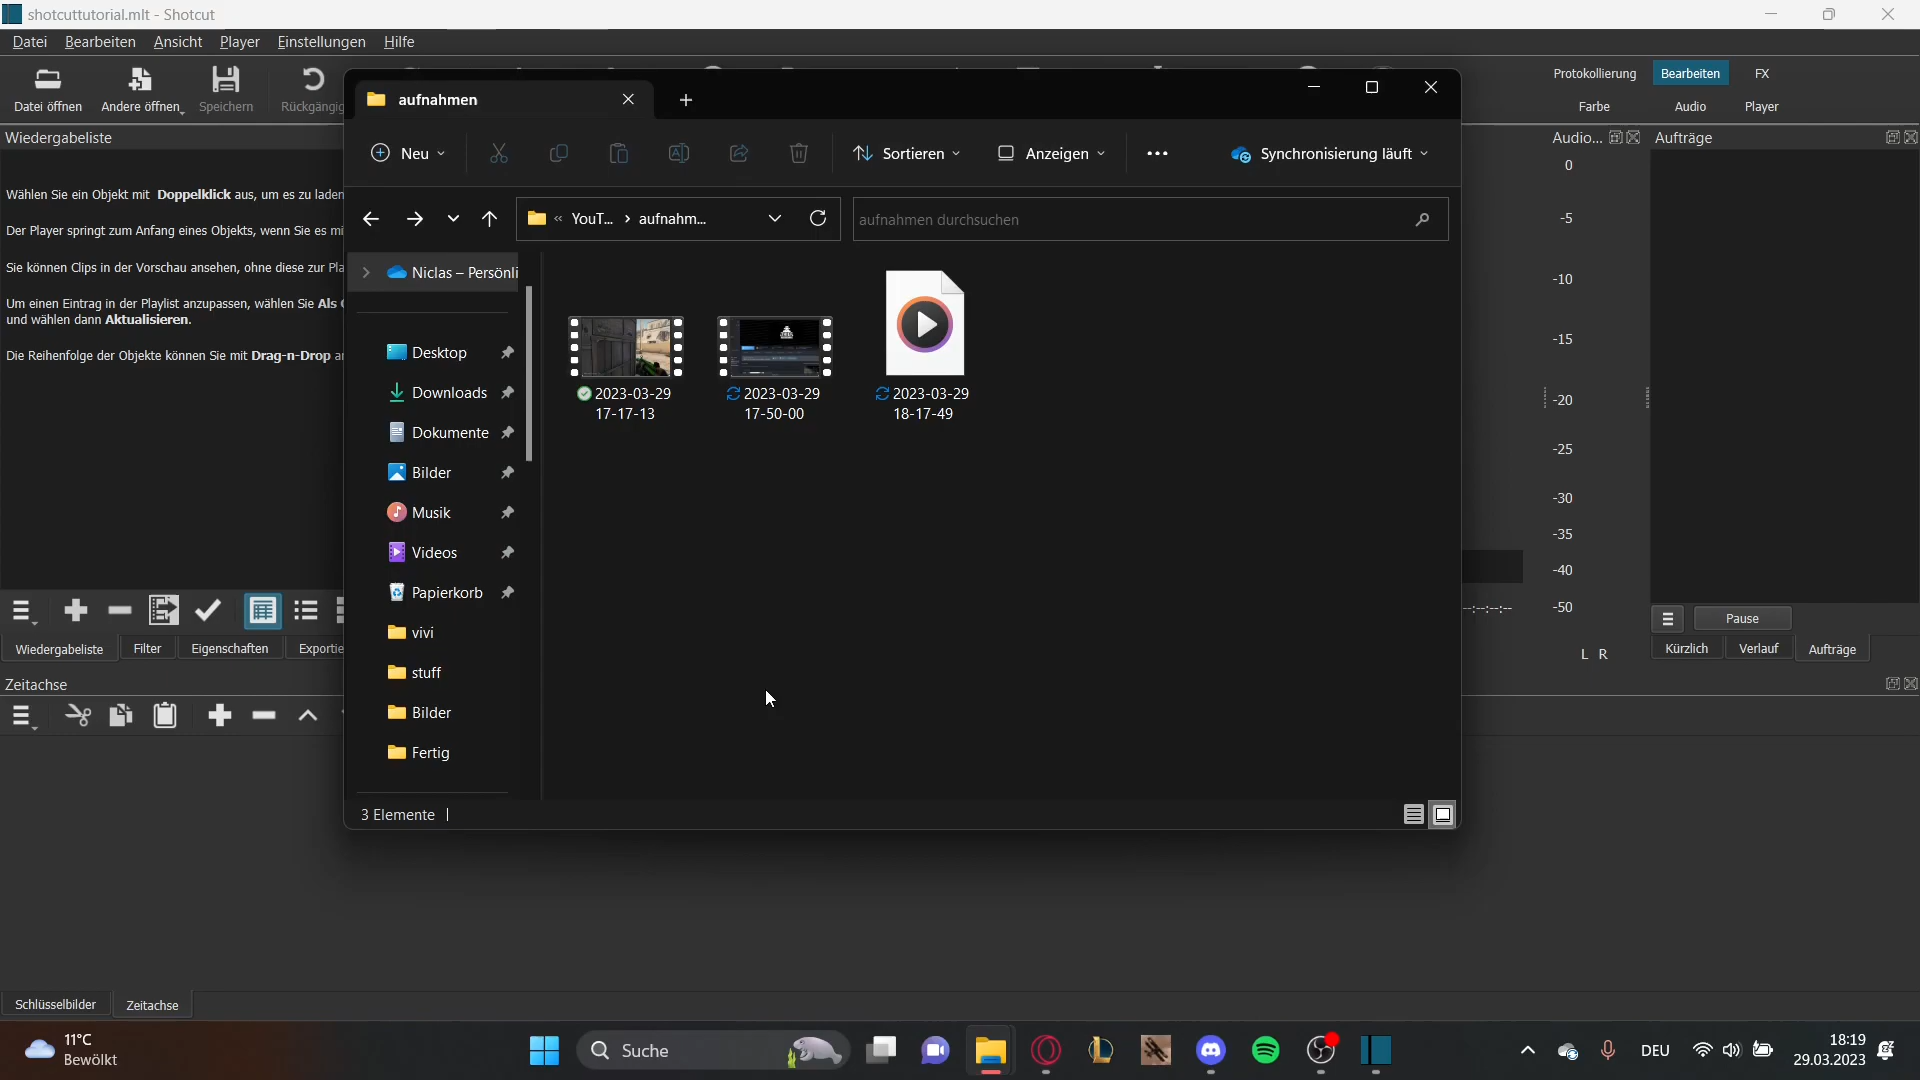 shotcuttutorial.mlt - Shotcut
Datei Bearbeiten Ansicht Player Einstellungen Hilfe
Datei öffnen Andere öffnen Speichern Rückgängig
Protokollierung Bearbeiten FX
Farbe Audio Player
Wiedergabeliste
Wählen Sie ein Objekt mit Doppelklick aus, um es zu laden
Der Player springt zum Anfang eines Objekts, wenn Sie es mi
Sie können Clips in der Vorschau ansehen, ohne diese zur Pla
Um einen Eintrag in der Playlist anzupassen, wählen Sie Als
und wählen dann Aktualisieren.
Die Reihenfolge der Objekte können Sie mit Drag-n-Drop
Wiedergabeliste Filter Eigenschaften Exportie
aufnahmen
Neu Sortieren Anzeigen Synchronisierung läuft
« YouT... > aufnahm...
aufnahmen durchsuchen
Niclas – Persönli
Desktop
Downloads
Dokumente
Bilder
Musik
Videos
Papierkorb
vivi
stuff
Bilder
Fertig
2023-03-29
17-17-13
2023-03-29
17-50-00
2023-03-29
18-17-49
3 Elemente
Audio...
0
-5
-10
-15
-20
-25
-30
-35
-40
-50
L R
--:--:--
Aufträge
Pause
Kürzlich Verlauf Aufträge
Zeitachse
Schlüsselbilder Zeitachse
11°C
Bewölkt
Suche
DEU
18:19
29.03.2023